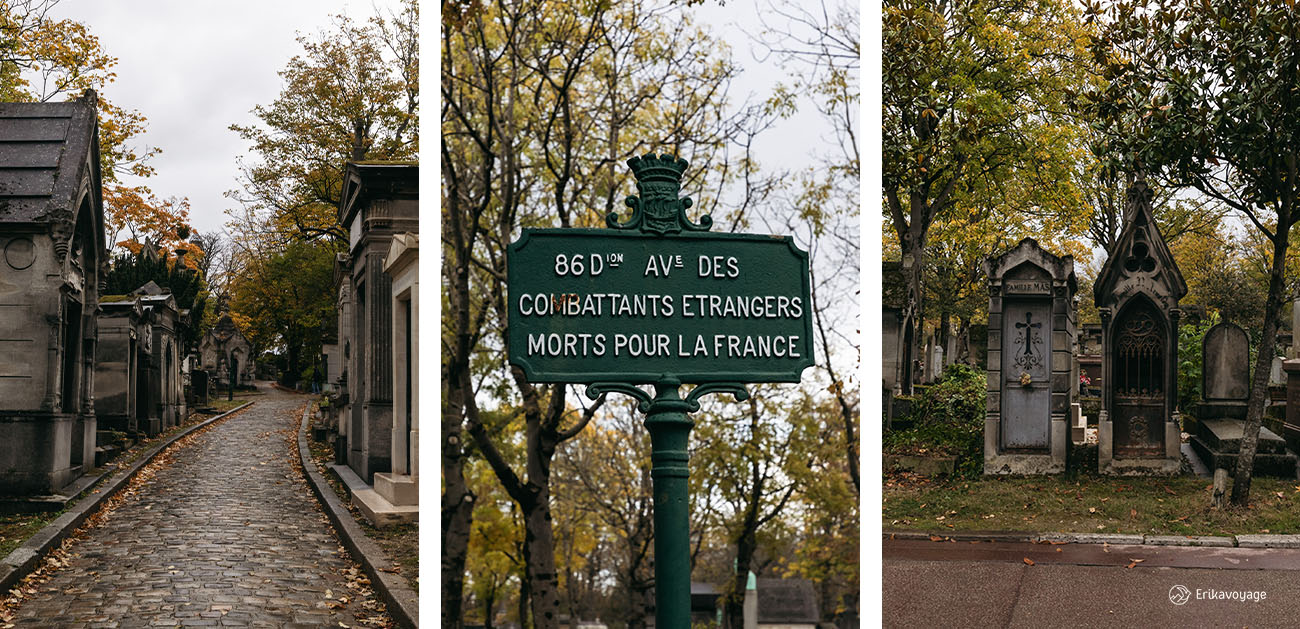 86 DION AVE DES
COMBATTANTS ETRANGERS
MORTS POUR LA FRANCE
FAMILLE MAS
Erikavoyage